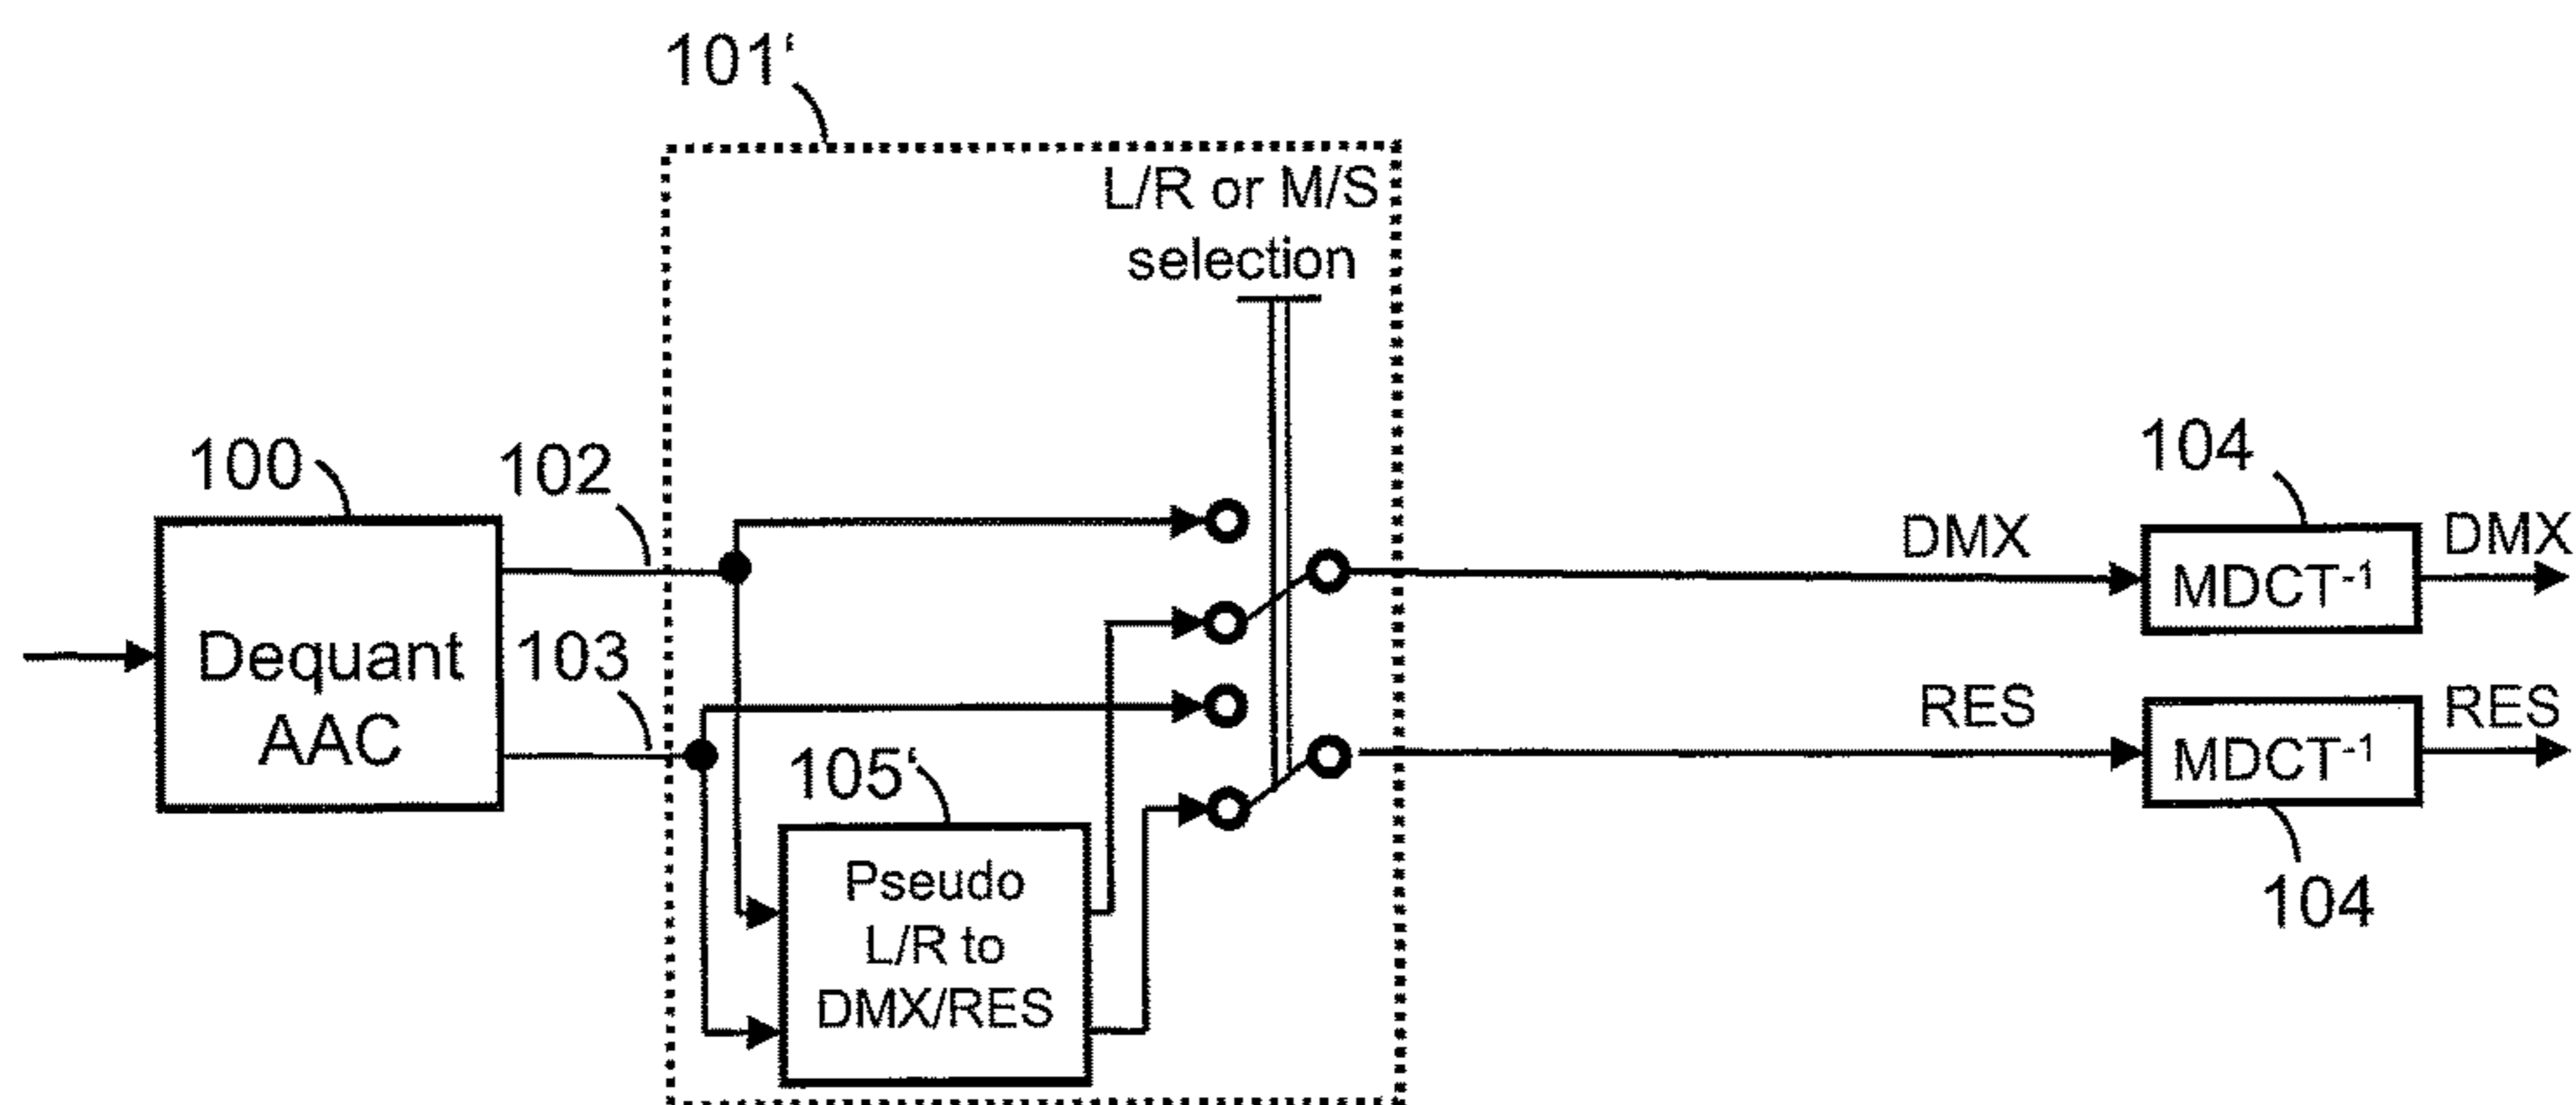 101‘
L/R or M/S
selection
100
102
104
DMX
DMX
MDCT-1
Dequant
AAC
103
RES
RES
MDCT-1
105‘
Pseudo
L/R to
DMX/RES
104